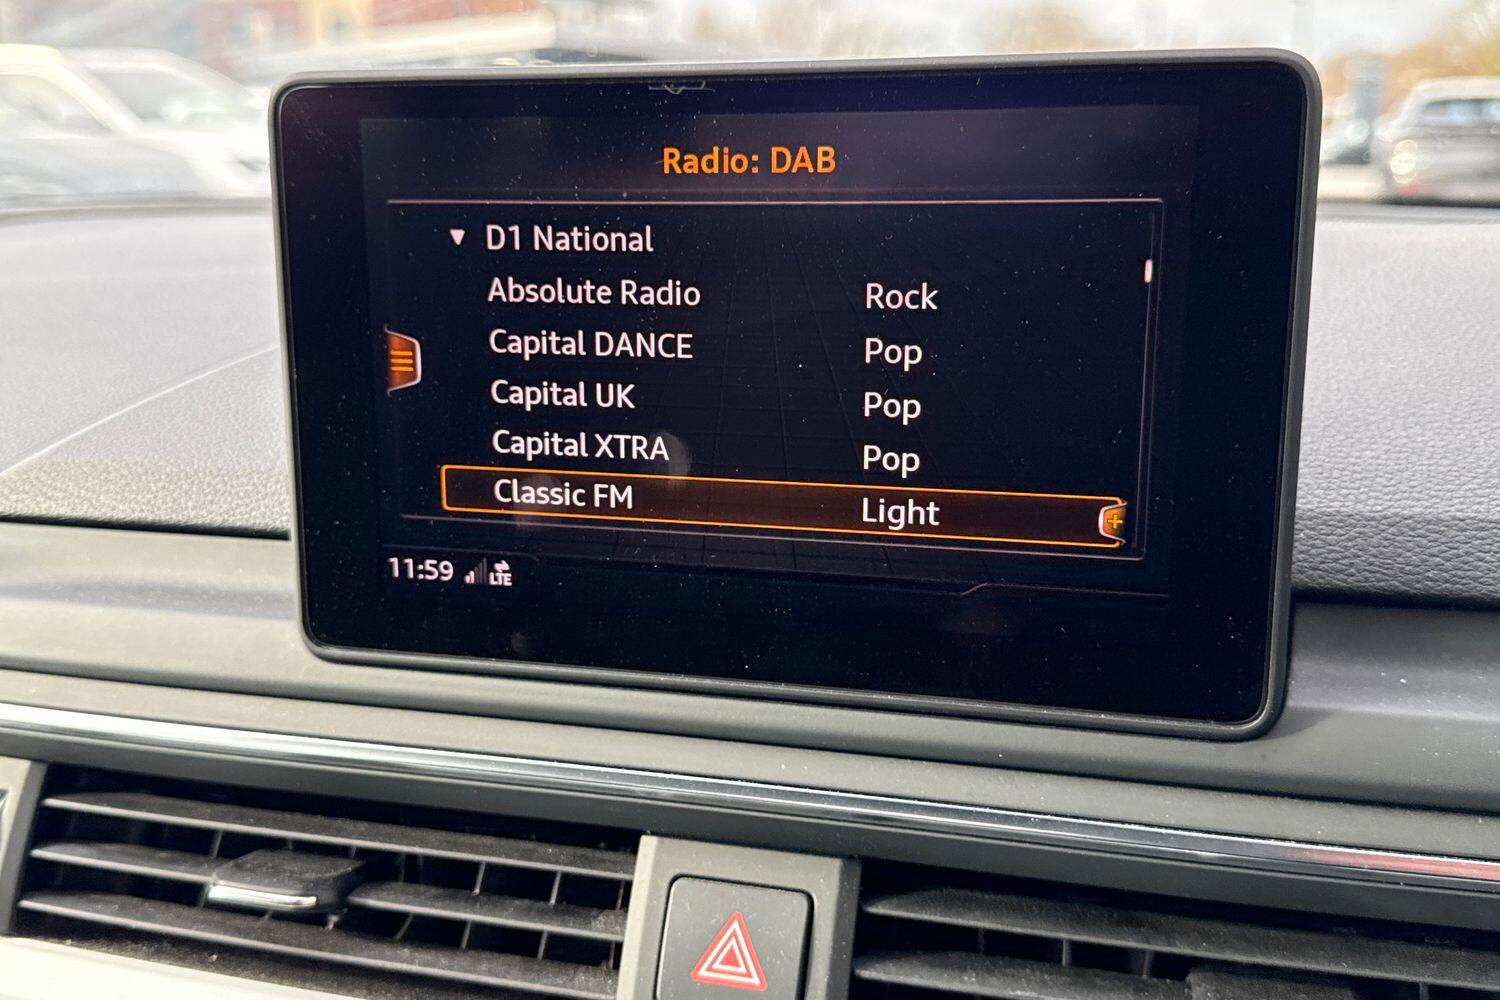 Radio: DAB
D1 National
Absolute Radio Rock
Capital DANCE Pop
Capital UK Pop
Capital XTRA Pop
Classic FM Light
11:59 LTE